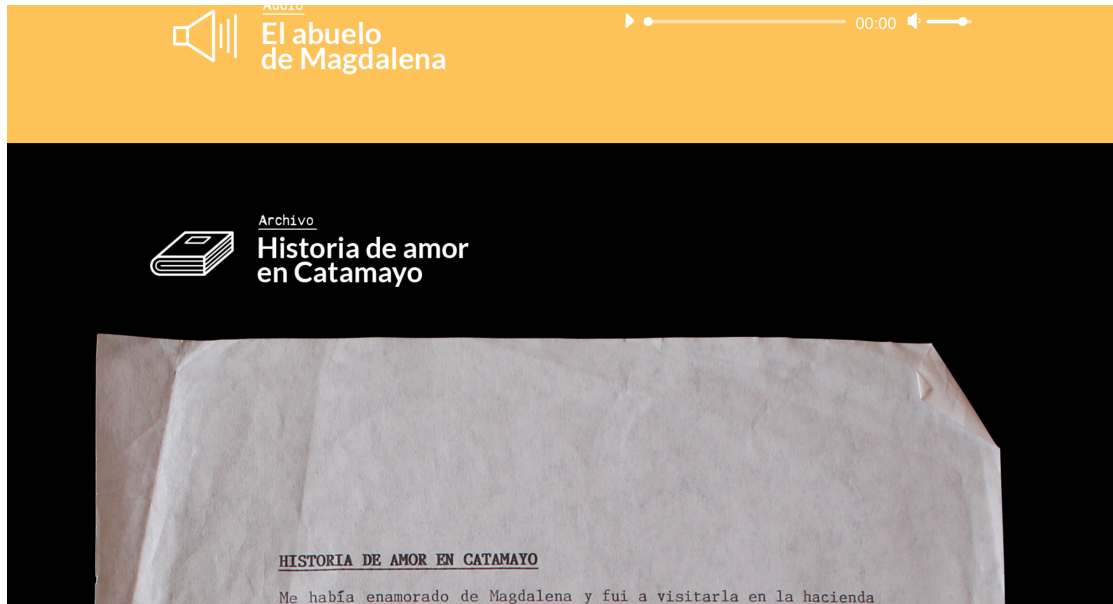 Audio
El abuelo
de Magdalena
00:00
Archivo
Historia de amor
en Catamayo
HISTORIA DE AMOR EN CATAMAYO
Me había enamorado de Magdalena y fui a visitarla en la hacienda